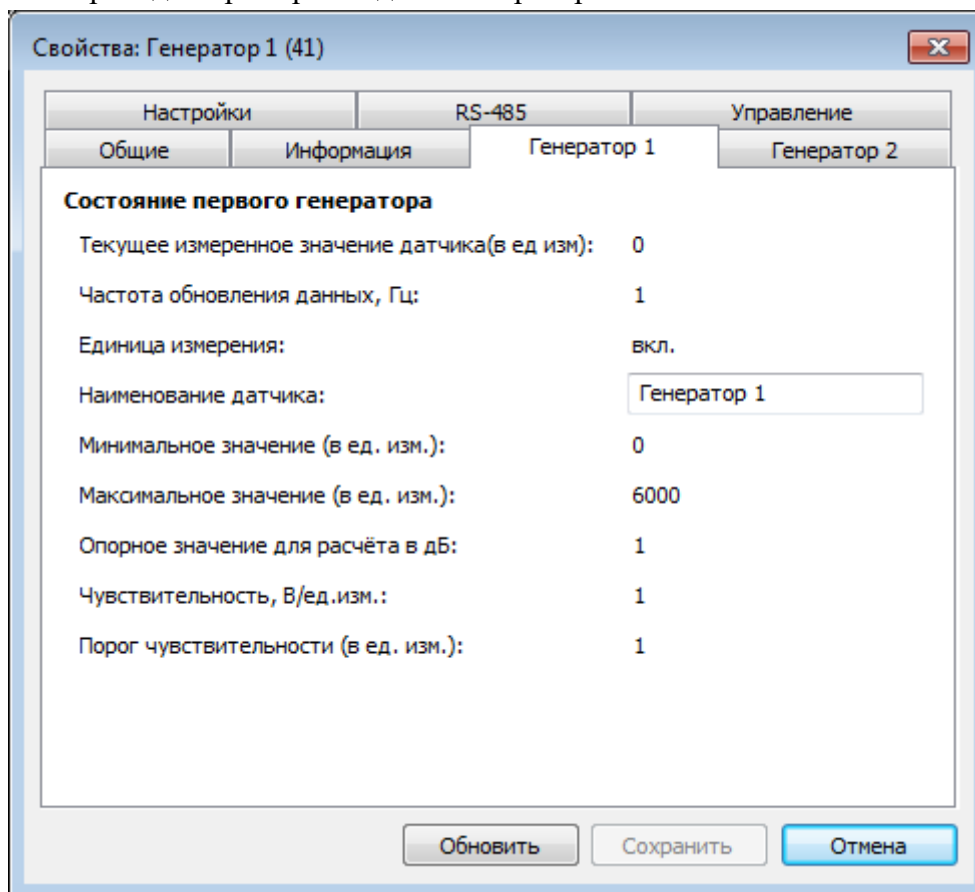 Свойства: Генератор 1 (41)
Настройки RS-485 Управление
Общие Информация Генератор 1 Генератор 2
Состояние первого генератора
Текущее измеренное значение датчика(в ед изм): 0
Частота обновления данных, Гц: 1
Единица измерения: вкл.
Наименование датчика: Генератор 1
Минимальное значение (в ед. изм.): 0
Максимальное значение (в ед. изм.): 6000
Опорное значение для расчёта в дБ: 1
Чувствительность, В/ед.изм.: 1
Порог чувствительности (в ед. изм.): 1
Обновить Сохранить Отмена